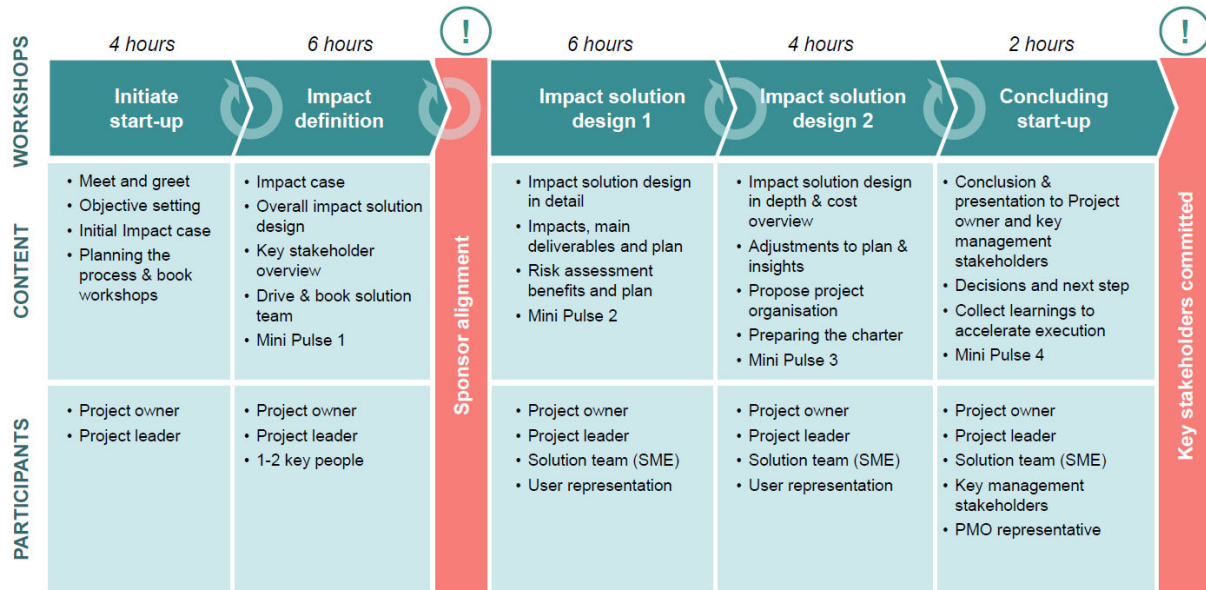 WORKSHOPS
4 hours
6 hours
!
6 hours
4 hours
2 hours
!
Initiate
start-up
Impact
definition
Impact solution
design 1
Impact solution
design 2
Concluding
start-up
Sponsor alignment
Key stakeholders committed
CONTENT
• Meet and greet
• Objective setting
• Initial Impact case
• Planning the
process & book
workshops
• Impact case
• Overall impact solution
design
• Key stakeholder
overview
• Drive & book solution
team
• Mini Pulse 1
• Impact solution design
in detail
• Impacts, main
deliverables and plan
• Risk assessment
benefits and plan
• Mini Pulse 2
• Impact solution design
in depth & cost
overview
• Adjustments to plan &
insights
• Propose project
organisation
• Preparing the charter
• Mini Pulse 3
• Conclusion &
presentation to Project
owner and key
management
stakeholders
• Decisions and next step
• Collect learnings to
accelerate execution
• Mini Pulse 4
PARTICIPANTS
• Project owner
• Project leader
• Project owner
• Project leader
• 1-2 key people
• Project owner
• Project leader
• Solution team (SME)
• User representation
• Project owner
• Project leader
• Solution team (SME)
• User representation
• Project owner
• Project leader
• Solution team (SME)
• Key management
stakeholders
• PMO representative